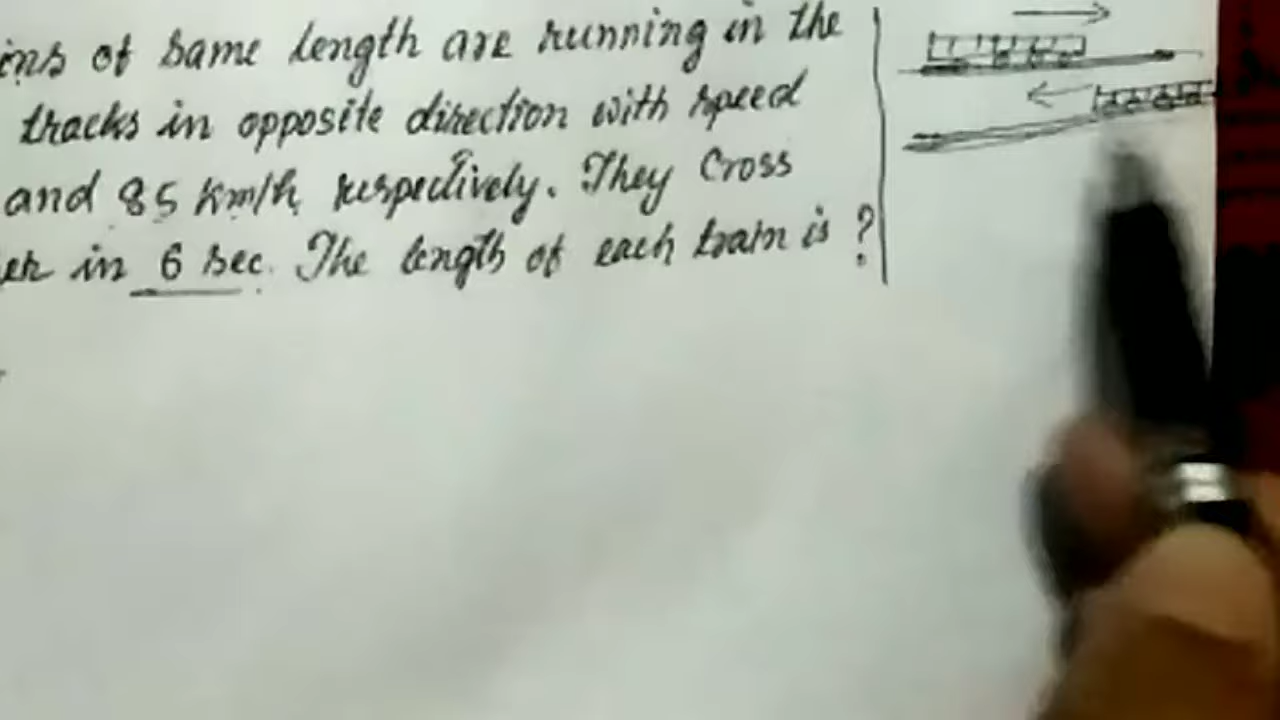 ins of same length are running in the
tracks in opposite direction with speed
and 85 km/h respectively. They Cross
er in 6 sec. The length of each train is ?